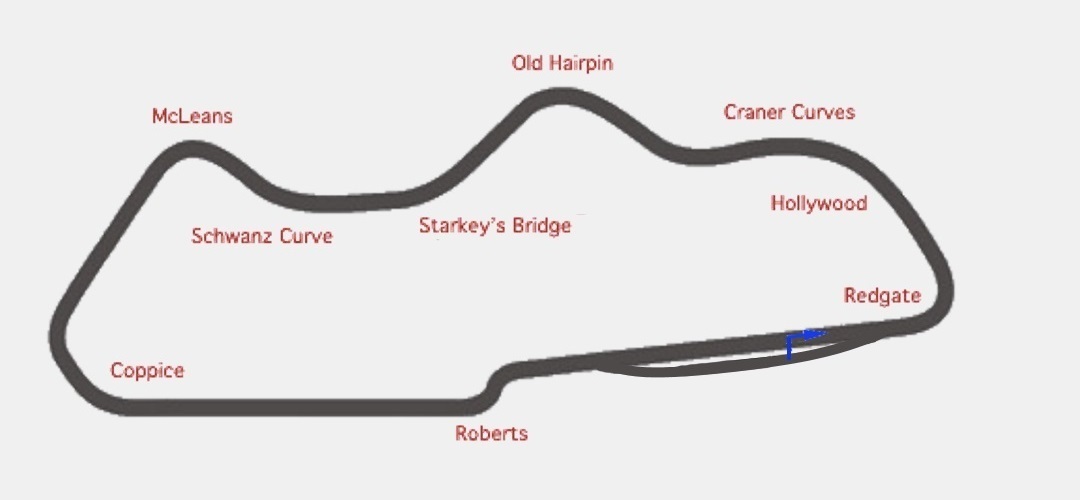 Old Hairpin
McLeans
Craner Curves
Hollywood
Starkey's Bridge
Schwanz Curve
Redgate
Coppice
Roberts